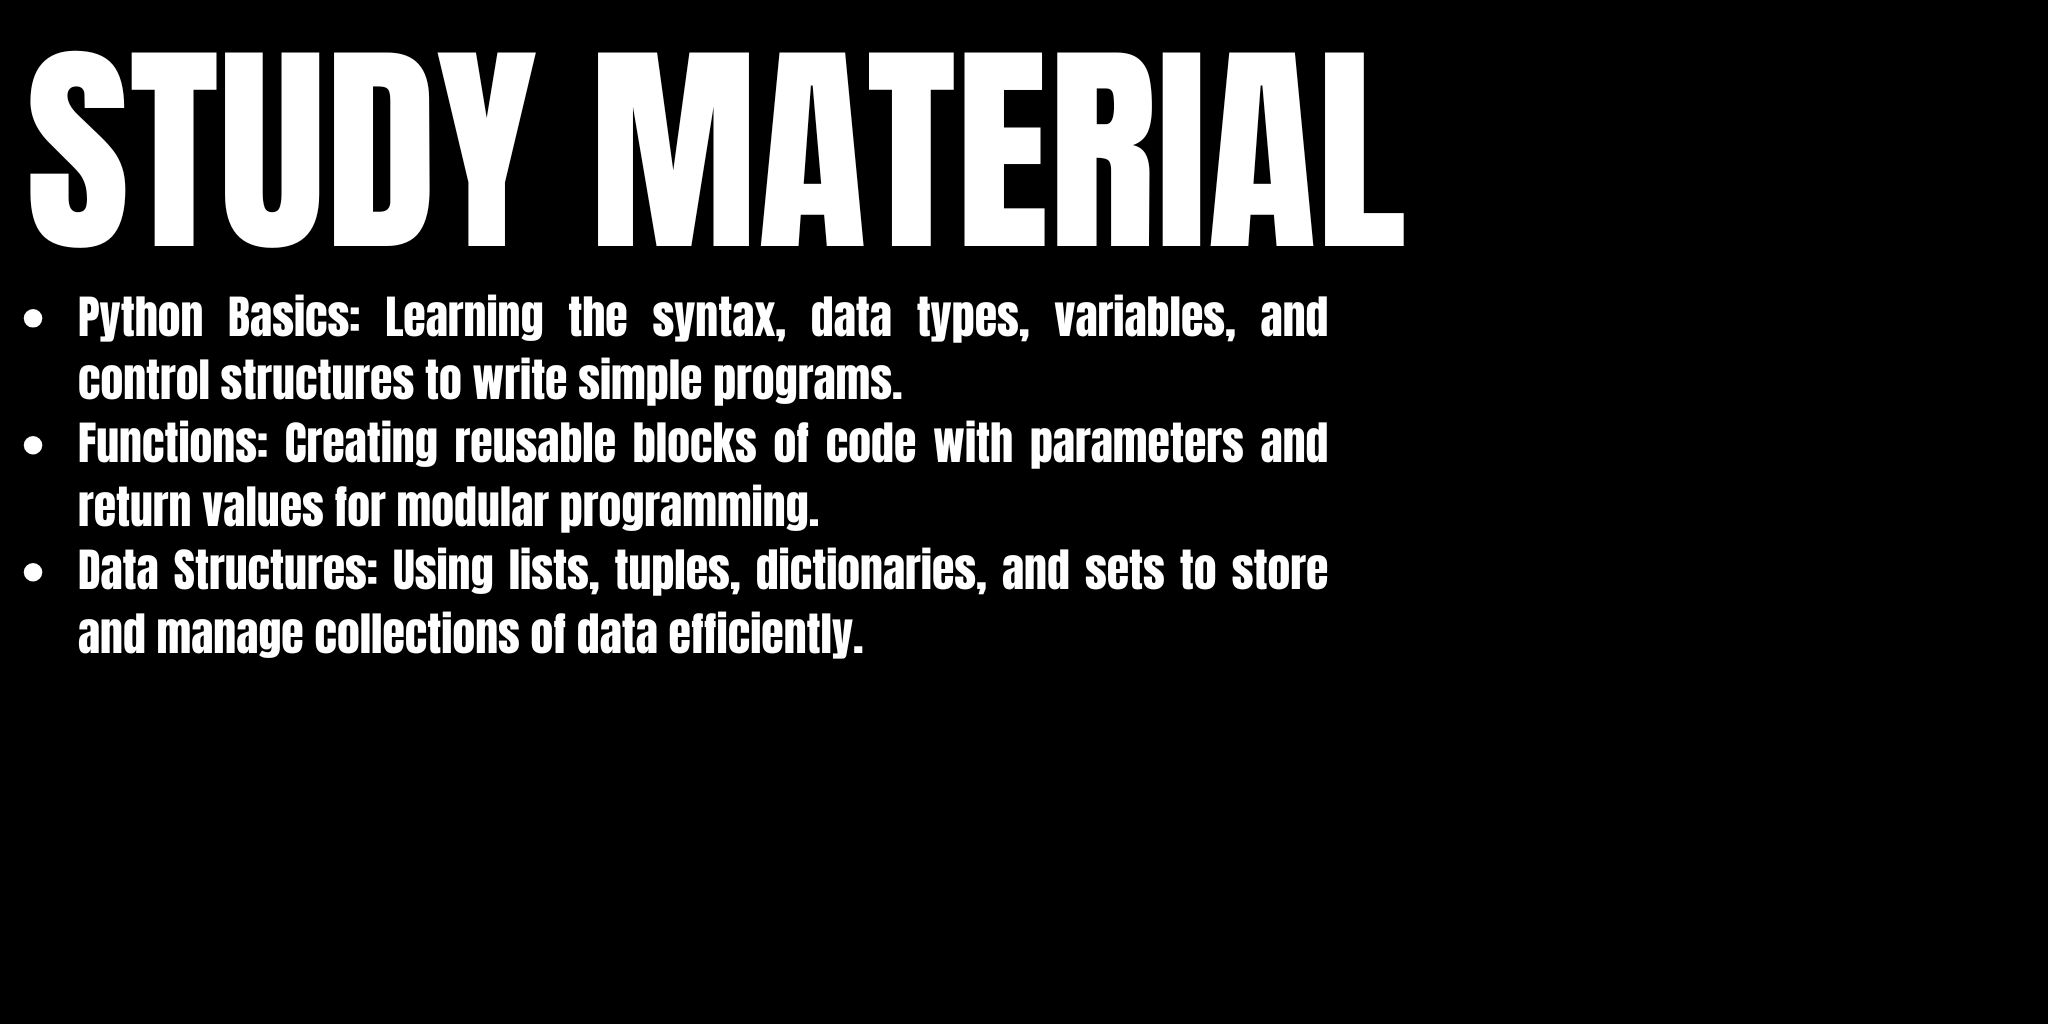 STUDY MATERIAL
• Python Basics: Learning the syntax, data types, variables, and
control structures to write simple programs.
• Functions: Creating reusable blocks of code with parameters and
return values for modular programming.
• Data Structures: Using lists, tuples, dictionaries, and sets to store
and manage collections of data efficiently.